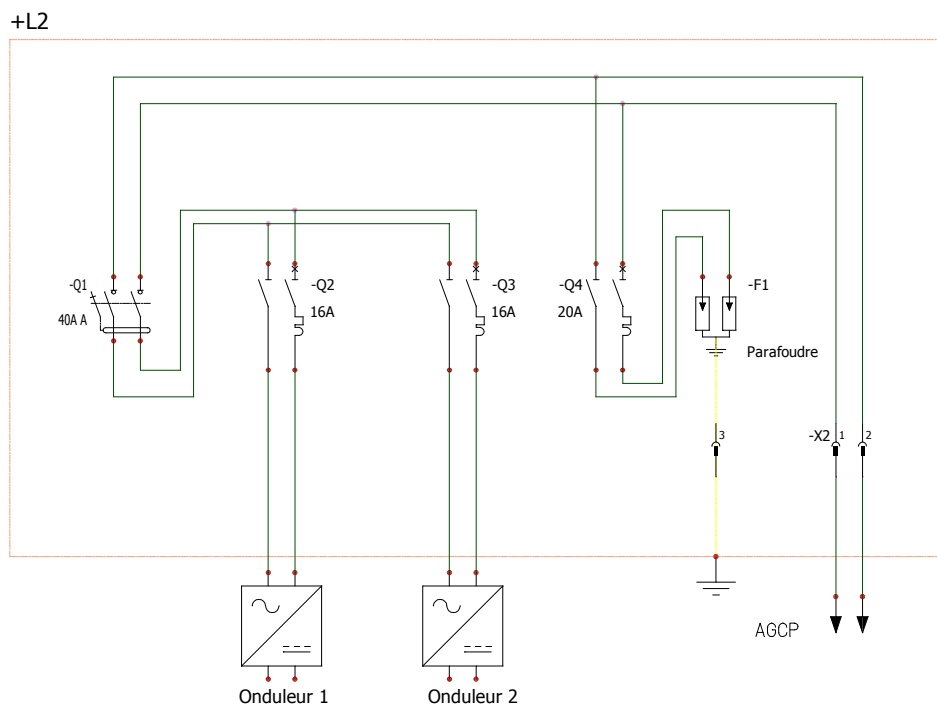 +L2
-Q1
40A A
-Q2
16A
-Q3
16A
-Q4
20A
-F1
Parafoudre
3
-X2 1 2
AGCP
Onduleur 1
Onduleur 2